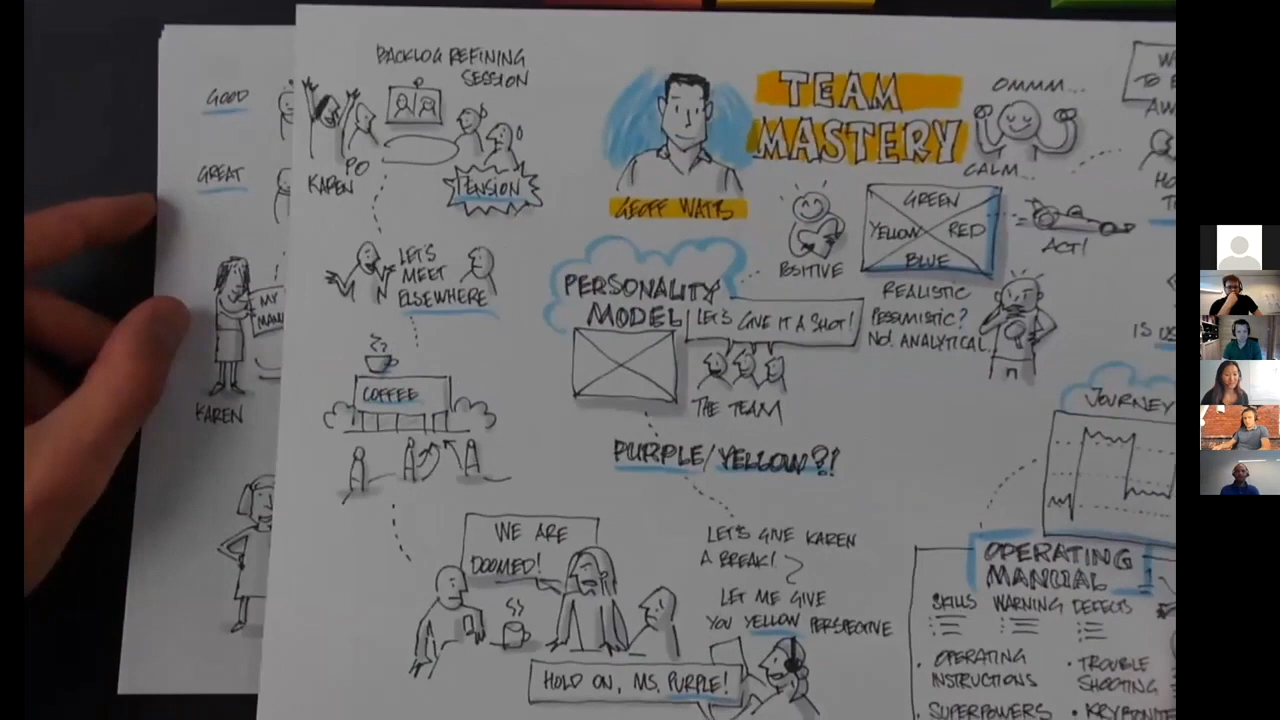 GOOD
GREAT
MY
KAREN
BACKLOG REFINING
SESSION
KAREN
PO
TENSION
LET'S
MEET
ELSEWHERE
COFFEE
WE ARE
DOOMED!
HOLD ON, MS. PURPLE!
GEOFF WATTS
TEAM
MASTERY
OMMM...
CALM...
POSITIVE
GREEN
YELLOW
RED
BLUE
ACT!
REALISTIC
PESSIMISTIC?
NO! ANALYTICAL
PERSONALITY
MODEL
LET'S GIVE IT A SHOT!
THE TEAM
PURPLE/YELLOW?!
LET'S GIVE KAREN
A BREAK!
LET ME GIVE
YOU YELLOW PERSPECTIVE
JOURNEY
OPERATING
MANUAL
SKILLS WARNING DEFECTS
• OPERATING
INSTRUCTIONS
• SUPERPOWERS
• TROUBLE
SHOOTING
• KRYPTONITE